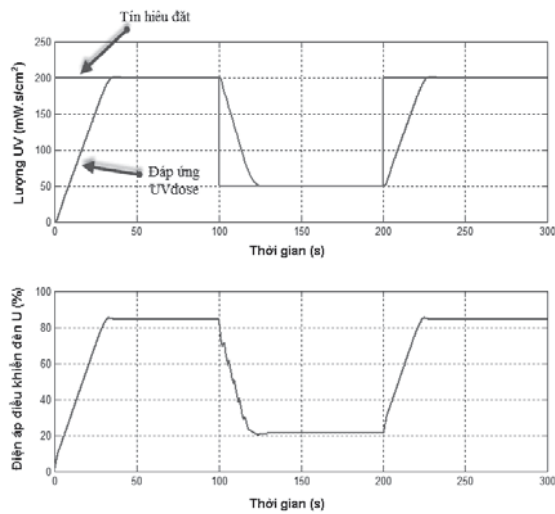 Tín hiệu đặt
250
200
150
100
50
0
Lượng UV (mW.s/cm²)
Đáp ứng
UVdose
0 50 100 150 200 250 300
Thời gian (s)
100
80
60
40
20
0
Điện áp điều khiển đèn U (%)
0 50 100 150 200 250 300
Thời gian (s)